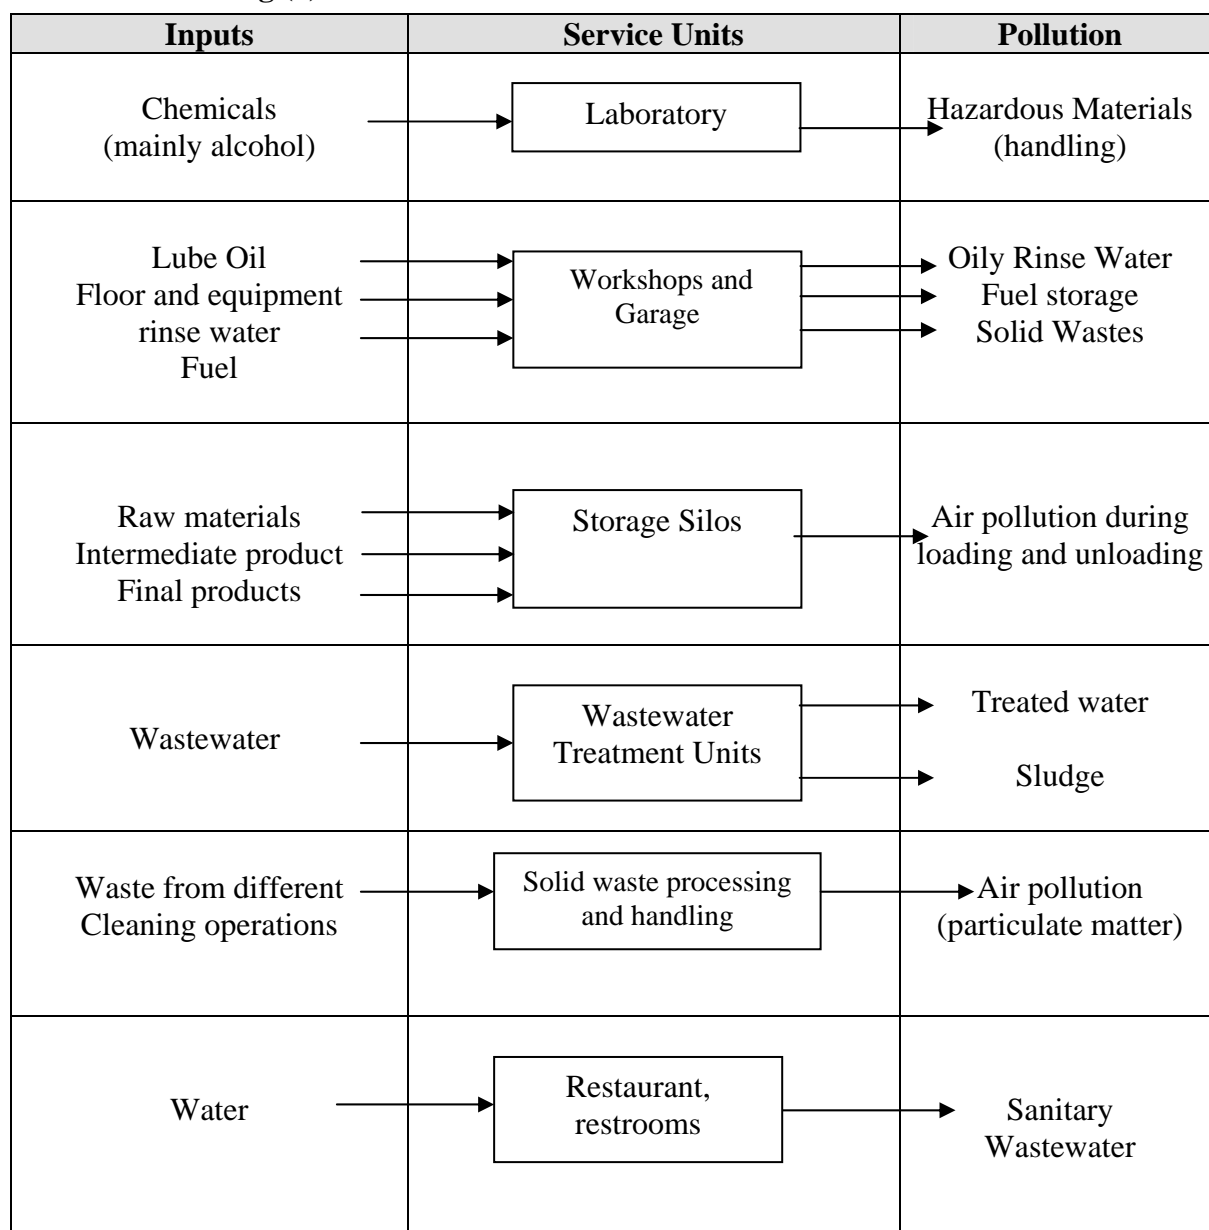 Inputs
Service Units
Pollution
Chemicals
(mainly alcohol)
Laboratory
Hazardous Materials
(handling)
Lube Oil
Floor and equipment
rinse water
Fuel
Workshops and
Garage
Oily Rinse Water
Fuel storage
Solid Wastes
Raw materials
Intermediate product
Final products
Storage Silos
Air pollution during
loading and unloading
Wastewater
Wastewater
Treatment Units
Treated water
Sludge
Waste from different
Cleaning operations
Solid waste processing
and handling
Air pollution
(particulate matter)
Water
Restaurant,
restrooms
Sanitary
Wastewater